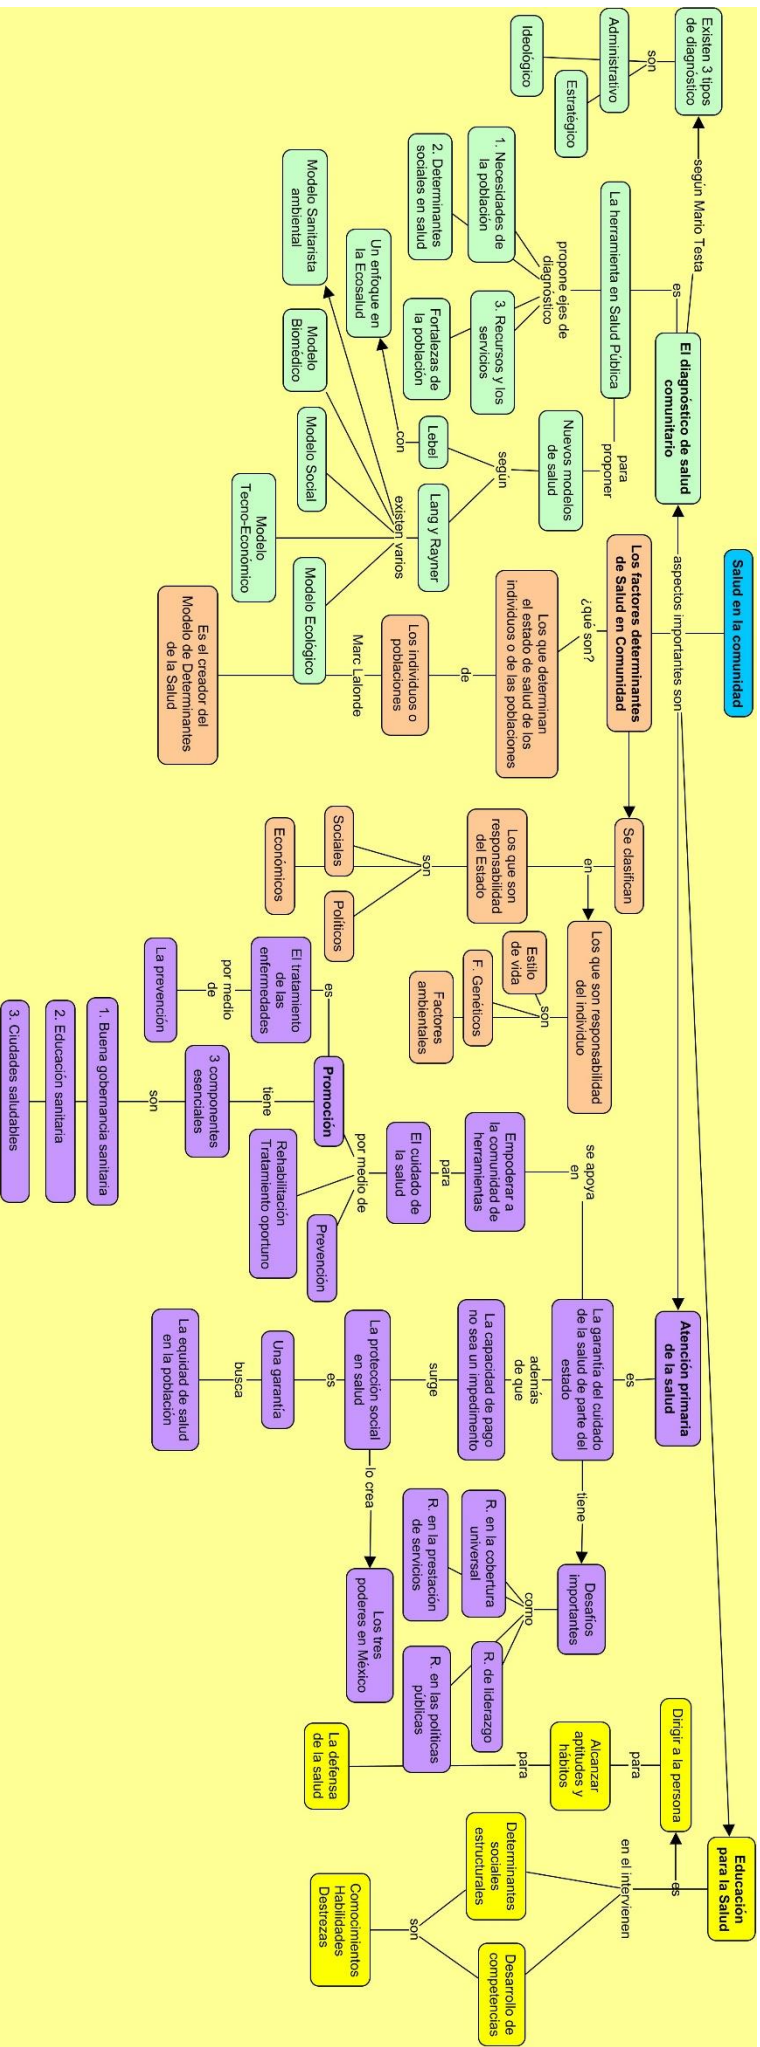 Salud en la comunidad
aspectos importantes son
El diagnóstico de salud
comunitario
según Mario Testa
Existen 3 tipos
de diagnóstico
son
Administrativo
Estratégico
Ideológico
es
La herramienta en Salud Pública
propone ejes de
diagnóstico
1. Necesidades de
la población
2. Determinantes
sociales en salud
3. Recursos y los
servicios
Fortalezas de
la población
para
proponer
Nuevos modelos
de salud
según
Lebel
con
Un enfoque en
la Ecosalud
Lang y Rayner
existen varios
Modelo Sanitarista
ambiental
Modelo
Biomédico
Modelo Social
Modelo
Tecno-Económico
Modelo Ecológico
Los factores determinantes
de Salud en Comunidad
¿qué son?
Los que determinan
el estado de salud de los
individuos o de las poblaciones
de
Los individuos o
poblaciones
Marc Lalonde
Es el creador del
Modelo de Determinantes
de la Salud
Se clasifican
en
Los que son
responsabilidad
del Estado
son
Sociales
Económicos
Políticos
Los que son responsabilidad
del individuo
son
Estilo
de vida
F. Genéticos
Factores
ambientales
Atención primaria
de la salud
es
La garantía del cuidado
de la salud de parte del
estado
se apoya
en
Empoderar a
la comunidad de
herramientas
para
El cuidado de
la salud
por medio de
Promoción
Rehabilitación
Tratamiento oportuno
Prevención
es
El tratamiento
de las
enfermedades
por medio
de
La prevención
tiene
3 componentes
esenciales
son
1. Buena gobernancia sanitaria
2. Educación sanitaria
3. Ciudades saludables
además
de que
La capacidad de pago
no sea un impedimento
surge
La protección social
en salud
es
Una garantía
busca
La equidad de salud
en la población
lo crea
Los tres
poderes en México
tiene
Desafíos
importantes
como
R. en la cobertura
universal
R. en la prestación
de servicios
R. de liderazgo
R. en las políticas
públicas
Educación
para la Salud
es
Dirigir a la persona
para
Alcanzar
aptitudes y
hábitos
para
La defensa
de la salud
en el intervienen
Determinantes
sociales
estructurales
Desarrollo de
competencias
son
Comocimientos
Habilidades
Destrezas